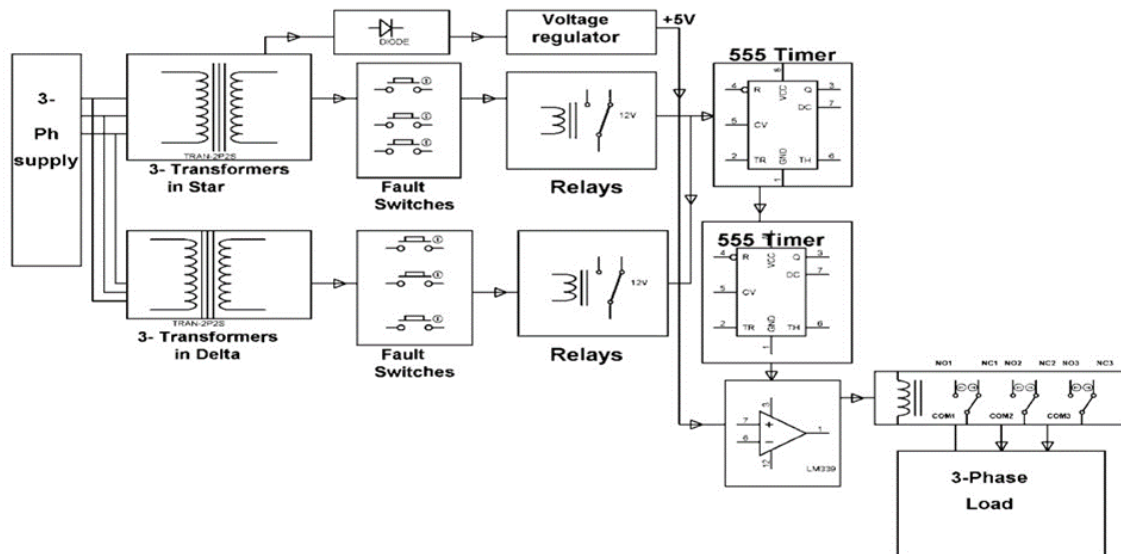 3-
Ph
supply
TRAN-2P2S
3- Transformers
in Star
TRAN-2P2S
3- Transformers
in Delta
DIODE
Voltage
regulator
+5V
Fault
Switches
12V
Relays
Fault
Switches
12V
Relays
555 Timer
4 R
8
VCC
Q 3
DC 7
5 CV
GND
2 TR
TH 6
1
555 Timer
4 R
VCC
Q 3
DC 7
5 CV
GND
2 TR
TH 6
1
3
7 +
6 -
1
12
LM339
NO1 NC1 NO2 NC2 NO3 NC3
COM1 COM2 COM3
3-Phase
Load